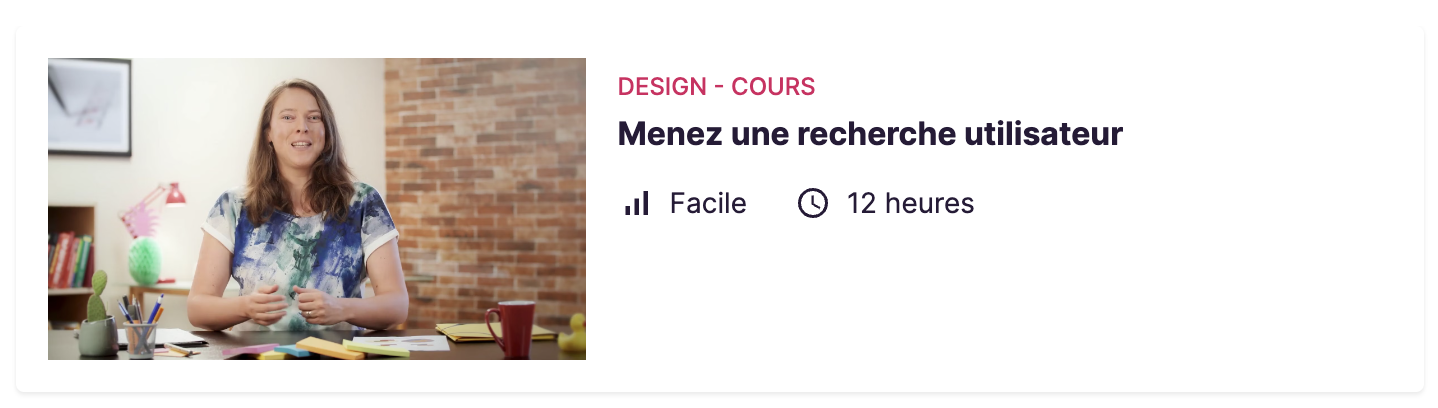 DESIGN - COURS
Menez une recherche utilisateur
Facile 12 heures